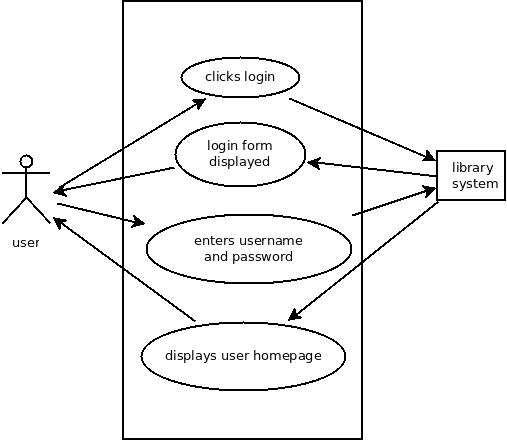 clicks login
login form
displayed
library
system
user
enters username
and password
displays user homepage